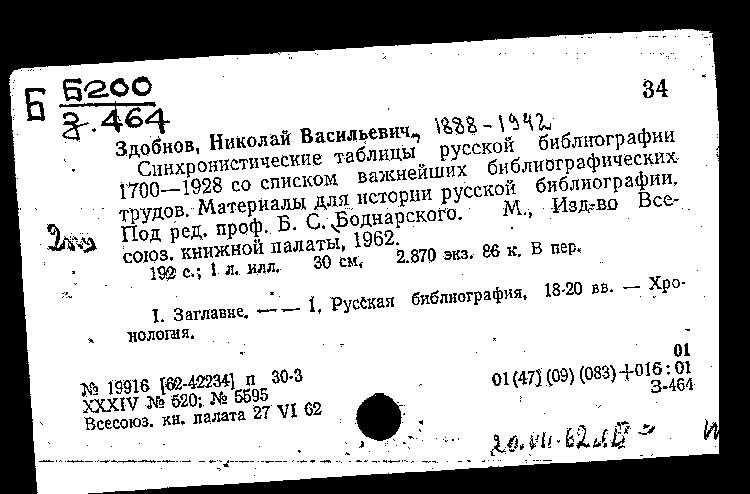 Б Б200
З.464
34
Здобнов, Николай Васильевич, 1888-1942
Синхронистические таблицы русской библиографии
1700—1928 со списком важнейших библиографических
трудов. Материалы для истории русской библиографии.
Под ред. проф. Б. С. Боднарского. М., Изд-во Все-
союз. книжной палаты, 1962.
192 с.; 1 л. илл. 30 см. 2.870 экз. 86 к. В пер.
I. Заглавие. — — 1. Русская библиография, 18-20 вв. — Хро-
нология.
01
№ 19916 [62-42234] п 30-3
01(47)(09)(083)+016:01
XXXIV № 620; № 5595
З-464
Всесоюз. кн. палата 27 VI 62
20.VII-62